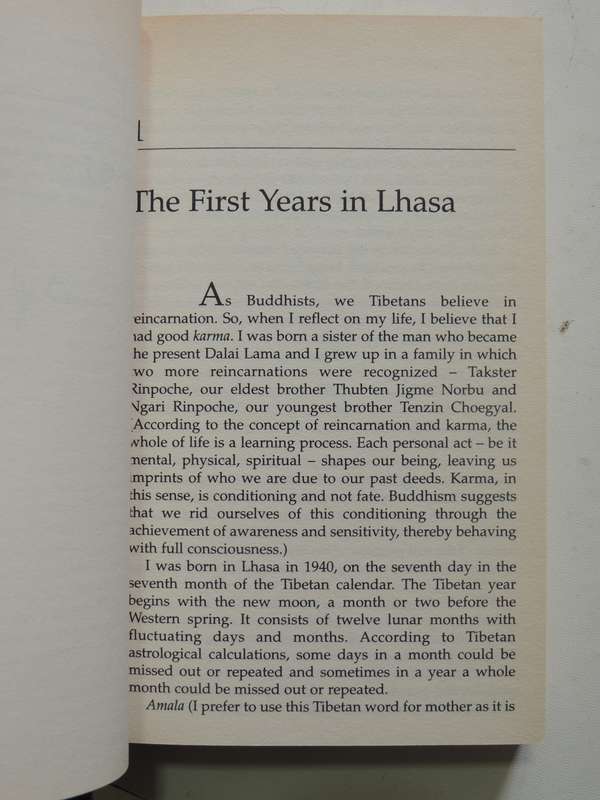 1
The First Years in Lhasa
As Buddhists, we Tibetans believe in
reincarnation. So, when I reflect on my life, I believe that I
had good karma. I was born a sister of the man who became
the present Dalai Lama and I grew up in a family in which
two more reincarnations were recognized – Takster
Rinpoche, our eldest brother Thubten Jigme Norbu and
Ngari Rinpoche, our youngest brother Tenzin Choegyal.
(According to the concept of reincarnation and karma, the
whole of life is a learning process. Each personal act – be it
mental, physical, spiritual – shapes our being, leaving us
imprints of who we are due to our past deeds. Karma, in
this sense, is conditioning and not fate. Buddhism suggests
that we rid ourselves of this conditioning through the
achievement of awareness and sensitivity, thereby behaving
with full consciousness.)
I was born in Lhasa in 1940, on the seventh day in the
seventh month of the Tibetan calendar. The Tibetan year
begins with the new moon, a month or two before the
Western spring. It consists of twelve lunar months with
fluctuating days and months. According to Tibetan
astrological calculations, some days in a month could be
missed out or repeated and sometimes in a year a whole
month could be missed out or repeated.
Amala (I prefer to use this Tibetan word for mother as it is